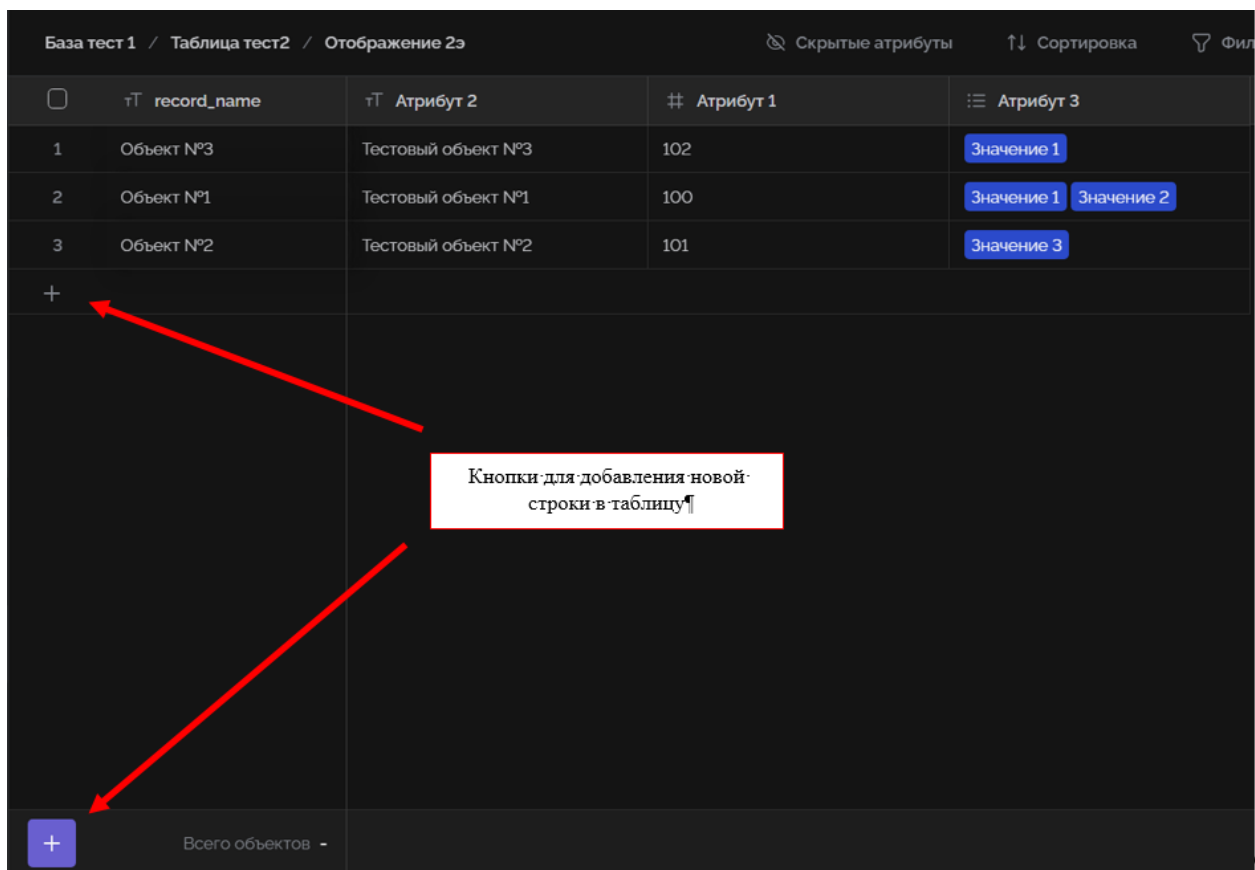 База тест 1 / Таблица тест2 / Отображение 2э Скрытые атрибуты Сортировка Фил
record_name Атрибут 2 Атрибут 1 Атрибут 3
1 Объект №3 Тестовый объект №3 102 Значение 1
2 Объект №1 Тестовый объект №1 100 Значение 1 Значение 2
3 Объект №2 Тестовый объект №2 101 Значение 3
+
Кнопки·для·добавления·новой·
строки·в·таблицу¶
+ Всего объектов -